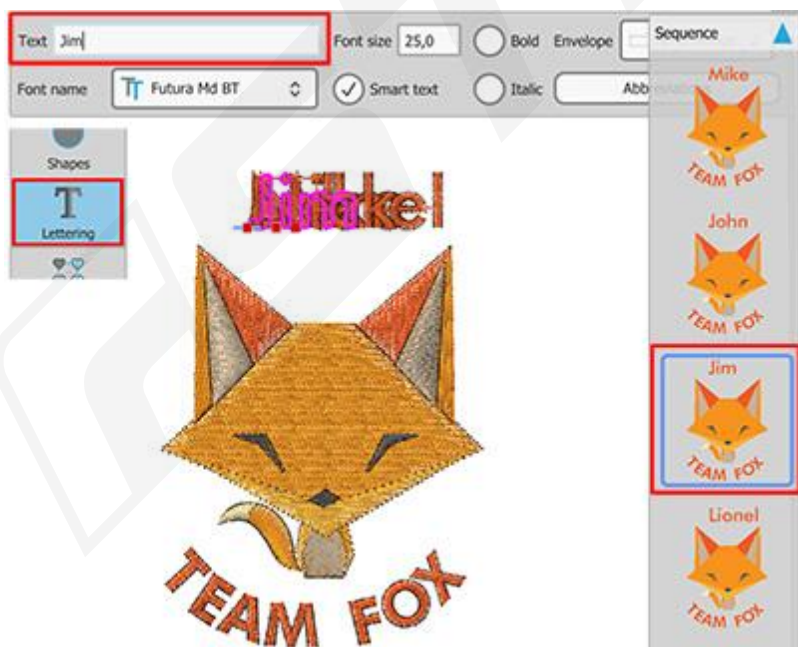 Text Jim Font size 25,0 Bold Envelope
Font name Futura Md BT Smart text Italic
Shapes
T
Lettering
TEAM FOX
Sequence
Mike
TEAM FOX
John
TEAM FOX
Jim
TEAM FOX
Lionel
TEAM FOX